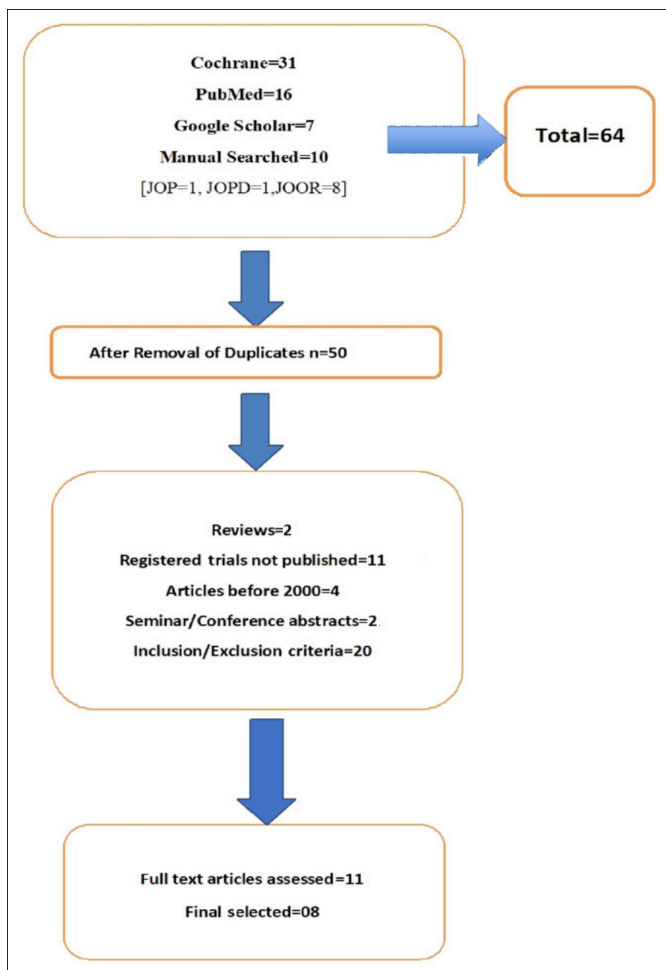 Cochrane=31
PubMed=16
Google Scholar=7
Manual Searched=10
[JOP=1, JOPD=1,JOOR=8]
Total=64
After Removal of Duplicates n=50
Reviews=2
Registered trials not published=11
Articles before 2000=4
Seminar/Conference abstracts=2
Inclusion/Exclusion criteria=20
Full text articles assessed=11
Final selected=08